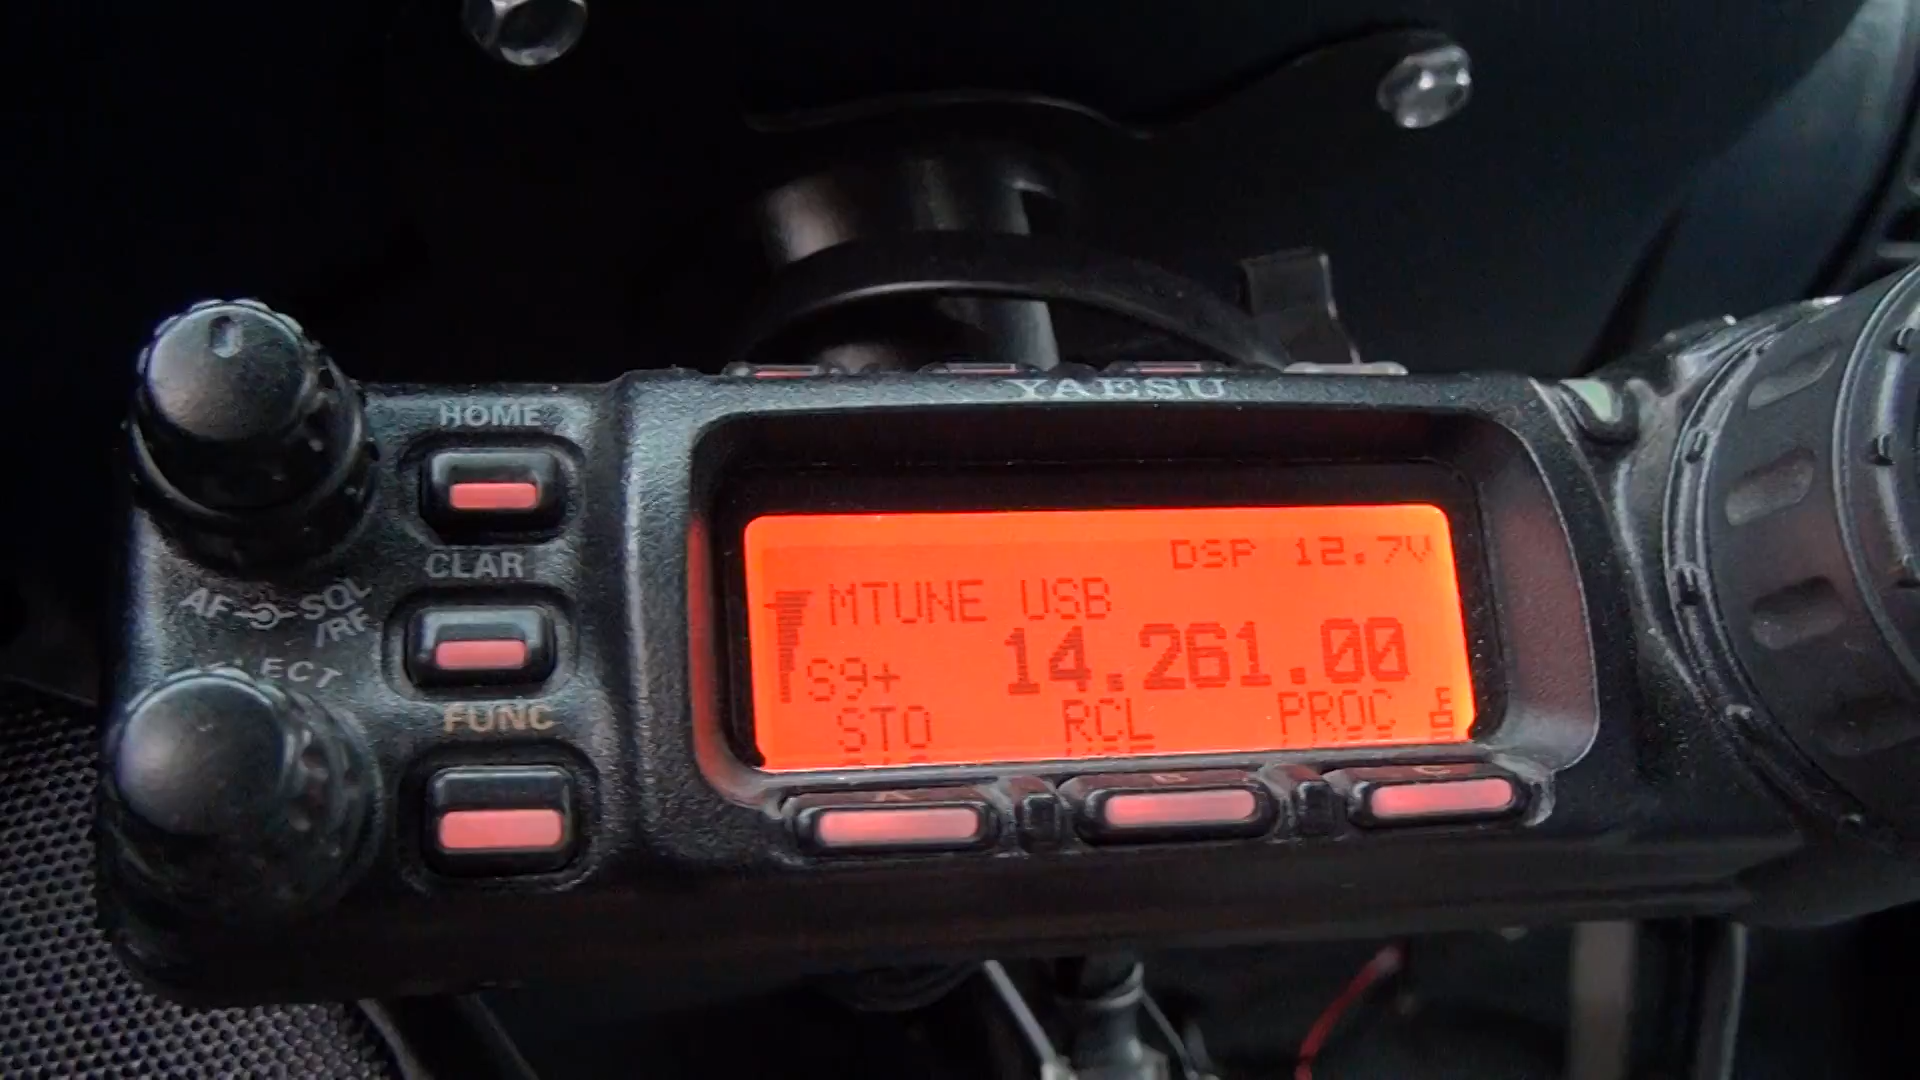 YAESU
HOME
CLAR
AF SQL
/RF
FUNC
DSP 12.7V
MTUNE USB
S9+ 14.261.00
STO RCL PROC
A B C